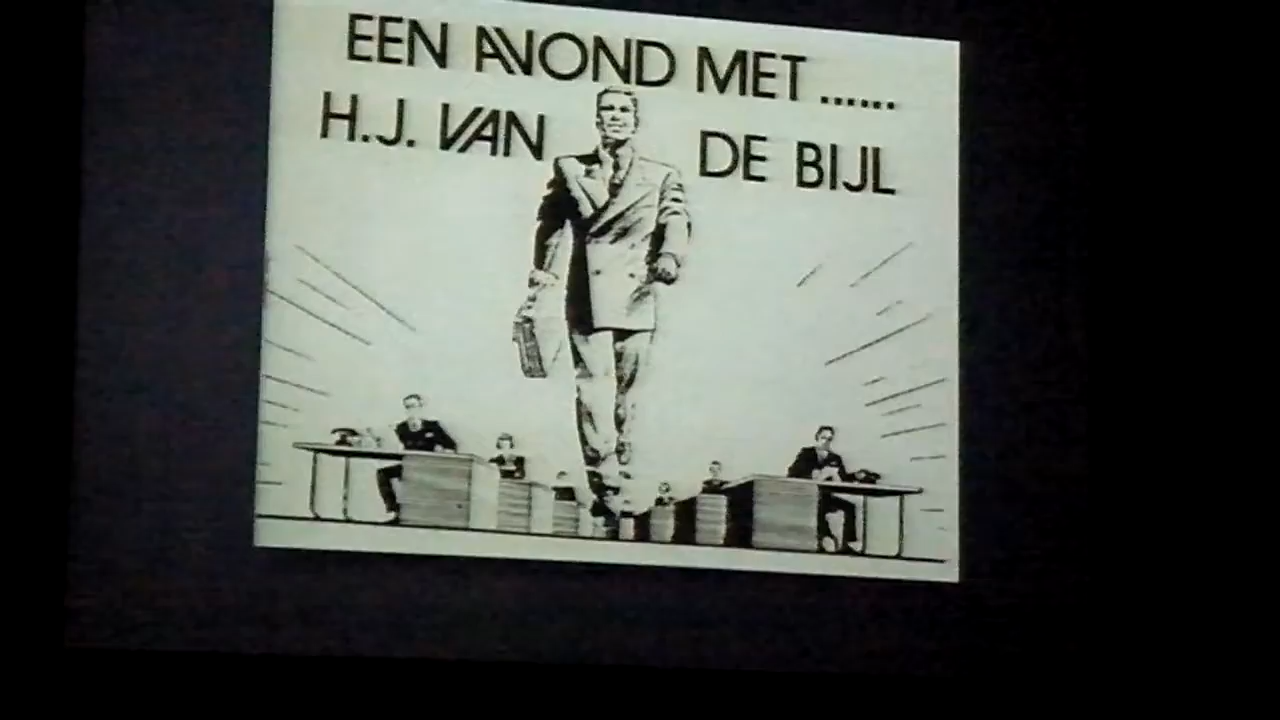 EEN AVOND MET ......
H.J. VAN DE BIJL